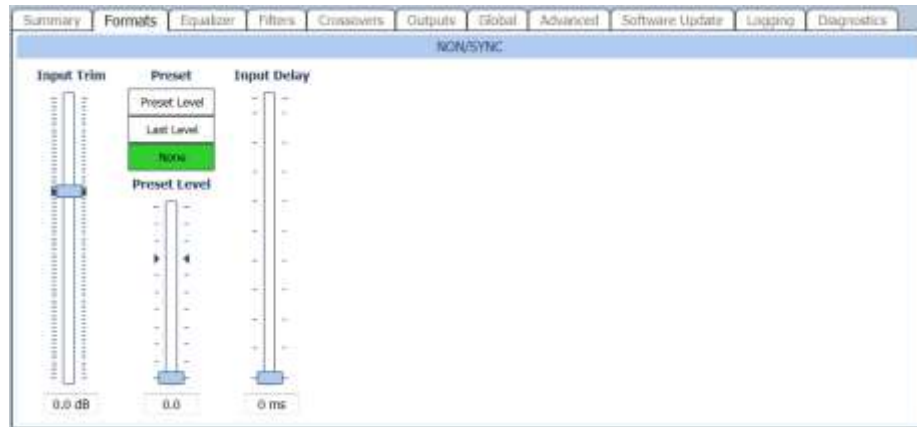 Summary Formats Equalizer Filters Crossovers Outputs Global Advanced Software Update Logging Diagnostics
NON/SYNC
Input Trim Preset Input Delay
Preset Level
Last Level
None
Preset Level
0.0 dB 0.0 0 ms